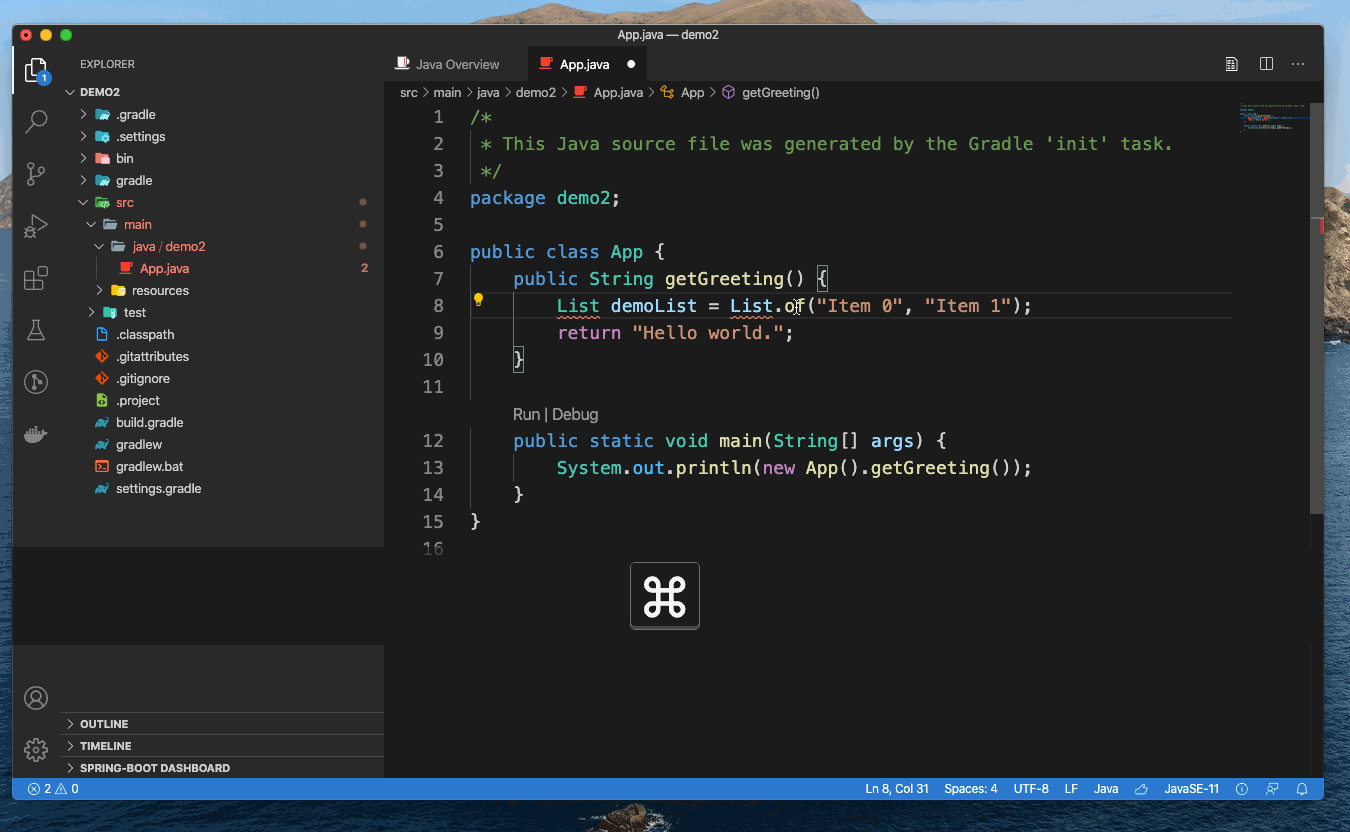 App.java — demo2
1
EXPLORER
DEMO2
.gradle
.settings
bin
gradle
src
main
java / demo2
App.java 2
resources
test
.classpath
.gitattributes
.gitignore
.project
build.gradle
gradlew
gradlew.bat
settings.gradle
OUTLINE
TIMELINE
SPRING-BOOT DASHBOARD
Java Overview App.java
src > main > java > demo2 > App.java > App > getGreeting()
1 /*
2  * This Java source file was generated by the Gradle 'init' task.
3  */
4 package demo2;
5
6 public class App {
7     public String getGreeting() {
8         List demoList = List.of("Item 0", "Item 1");
9         return "Hello world.";
10     }
11
Run | Debug
12     public static void main(String[] args) {
13         System.out.println(new App().getGreeting());
14     }
15 }
16
⌘
2 0 Ln 8, Col 31 Spaces: 4 UTF-8 LF Java JavaSE-11